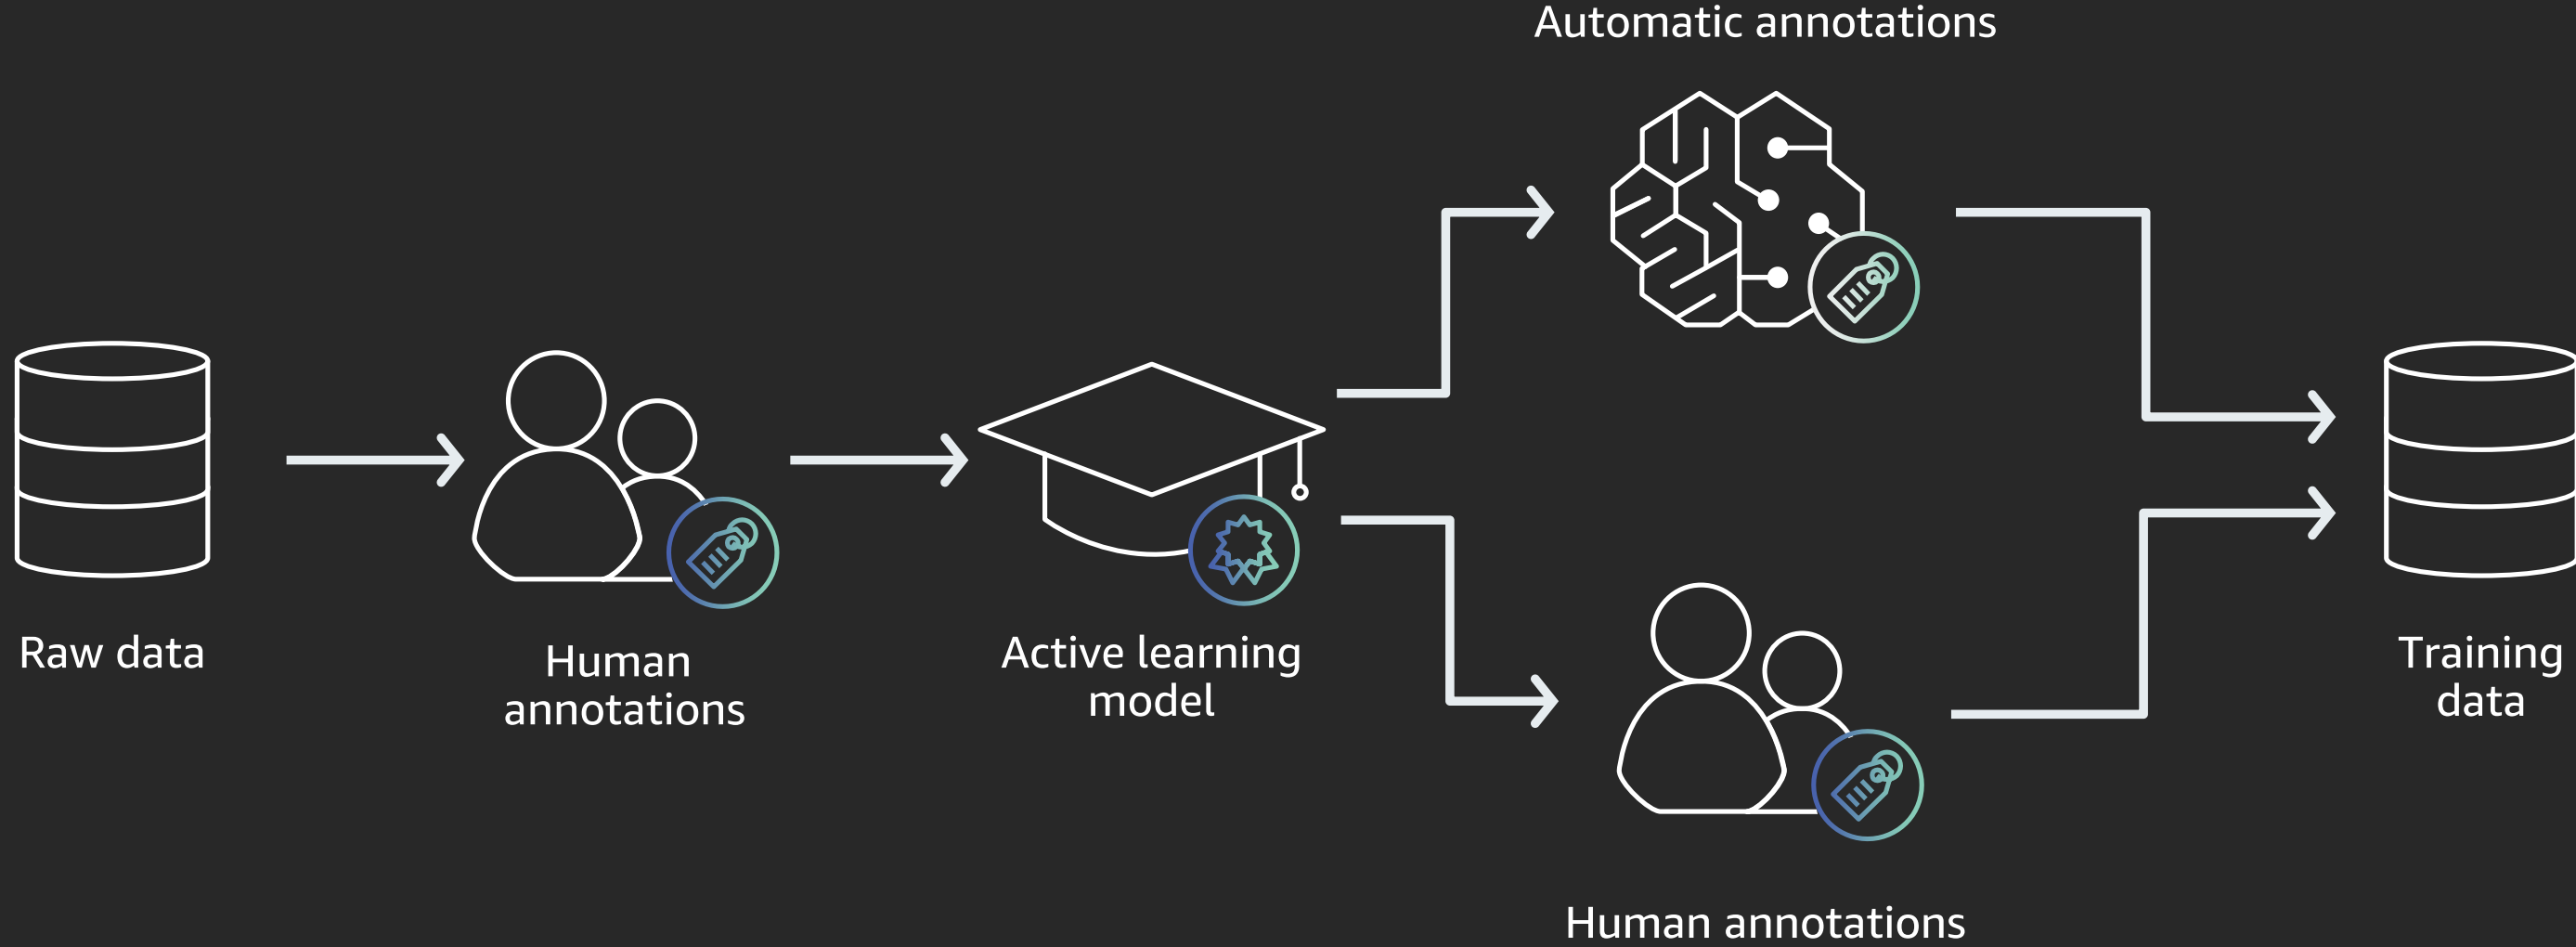 Automatic annotations
Raw data
Human
annotations
Active learning
model
Training
data
Human annotations